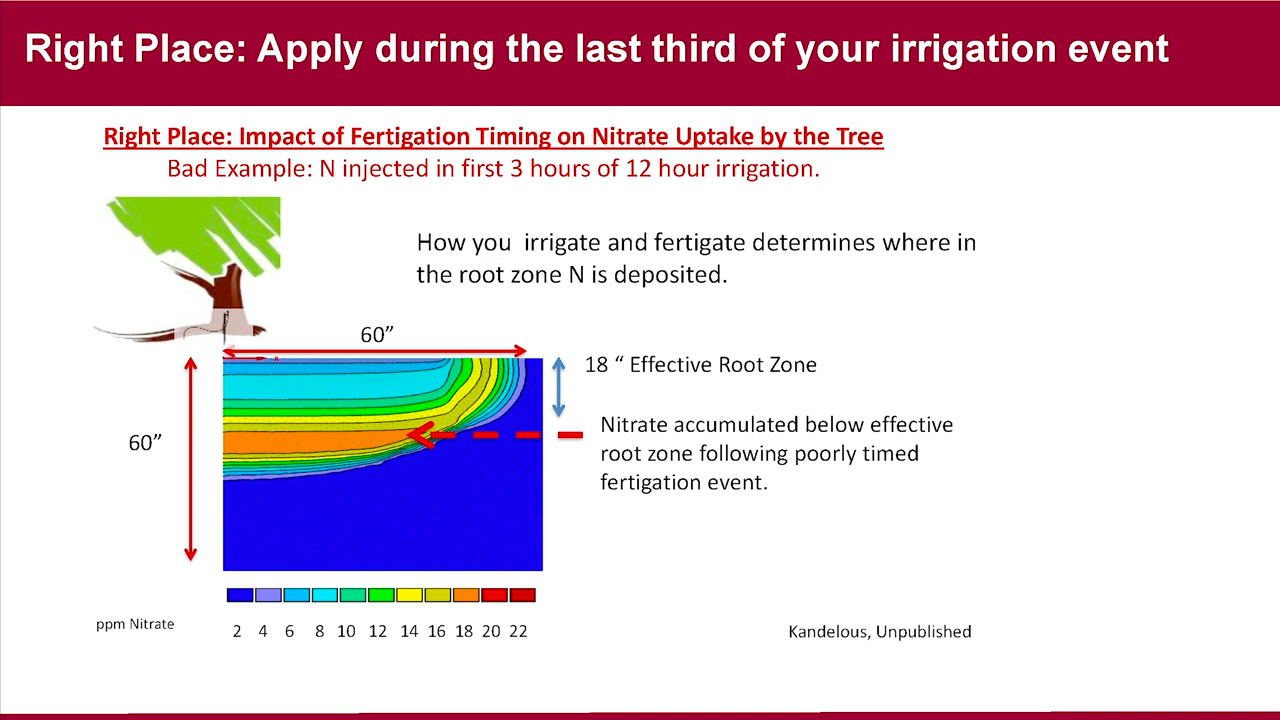 Right Place: Apply during the last third of your irrigation event
Right Place: Impact of Fertigation Timing on Nitrate Uptake by the Tree
Bad Example: N injected in first 3 hours of 12 hour irrigation.
How you  irrigate and fertigate determines where in
the root zone N is deposited.
60”
x
18 “ Effective Root Zone
60”
Nitrate accumulated below effective
root zone following poorly timed
fertigation event.
ppm Nitrate
2 4 6 8 10 12 14 16 18 20 22
Kandelous, Unpublished